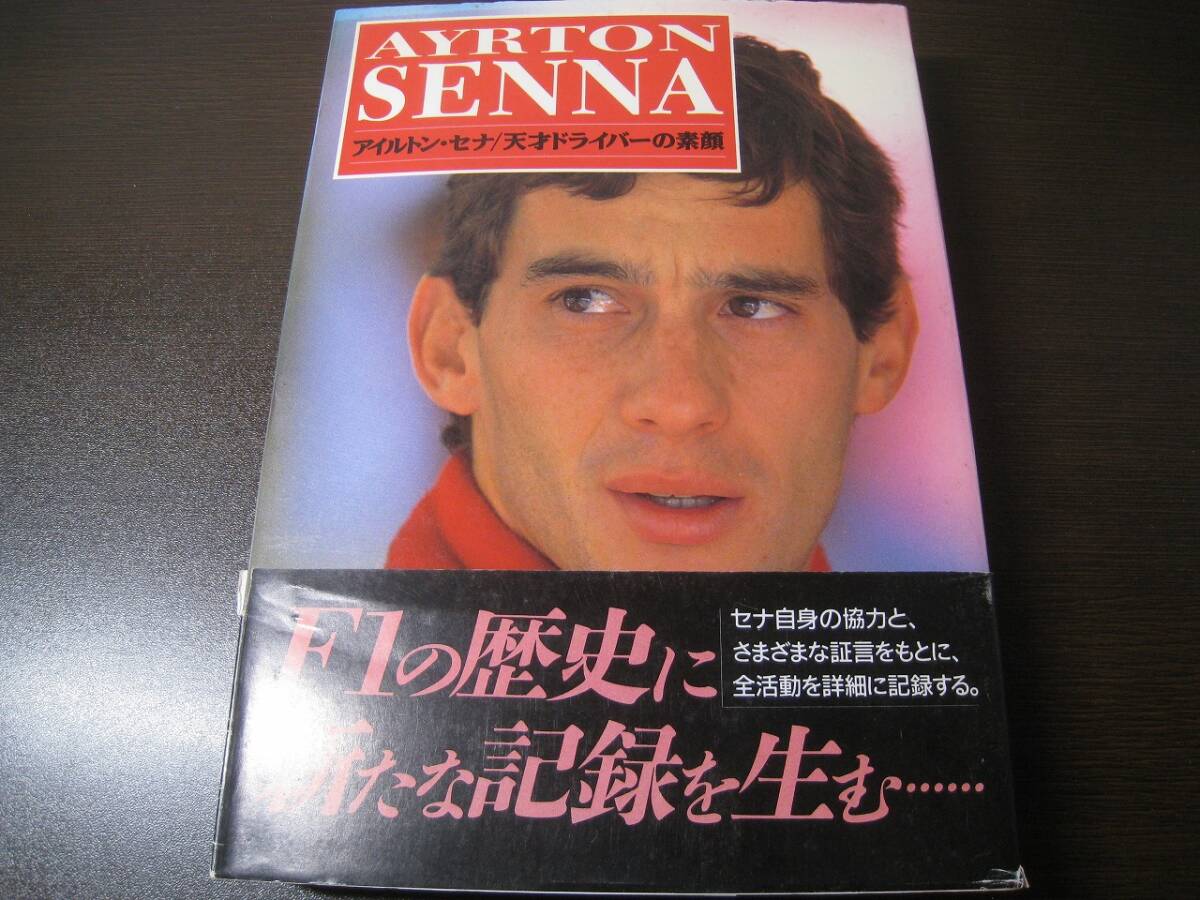 AYRTON
SENNA
アイルトン・セナ/天才ドライバーの素顔
F1の歴史に
新たな記録を生む……
セナ自身の協力と、
さまざまな証言をもとに、
全活動を詳細に記録する。